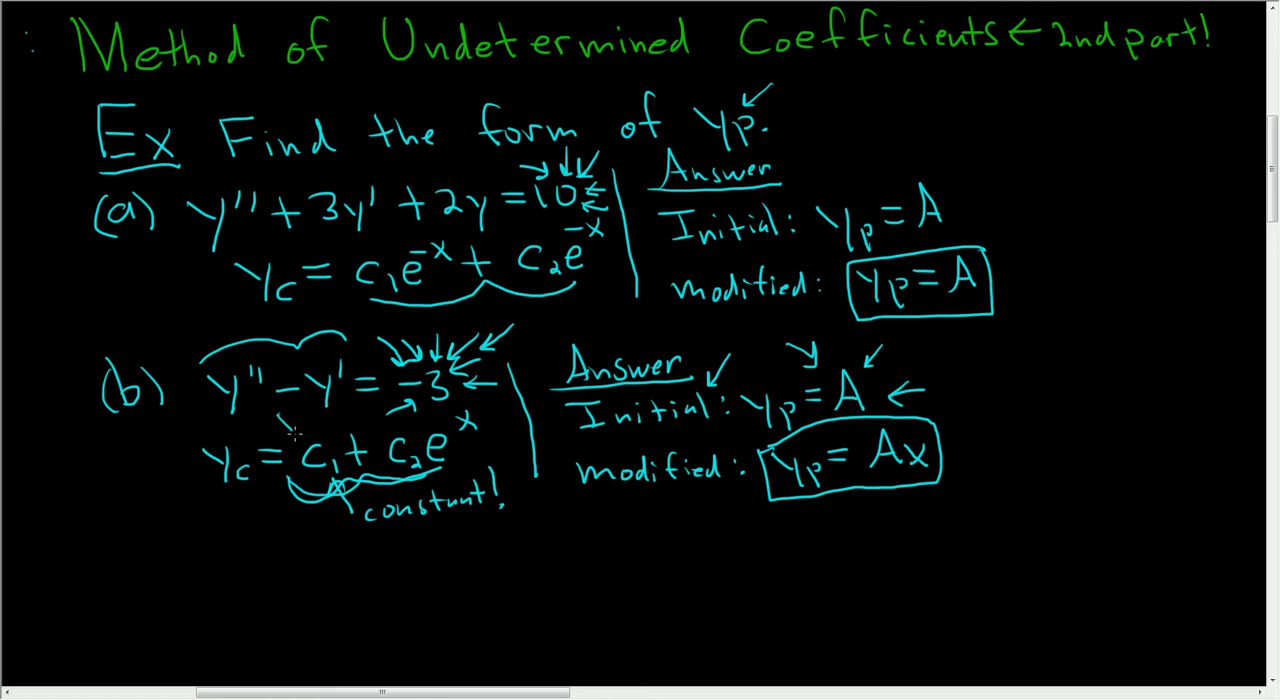 Method of Undetermined Coefficients ← 2nd part!
Ex Find the form of yp.
(a) y'' + 3y' + 2y = 10
yc = c₁e^-x + c₂e^-x
Answer
Initial: yp = A
modified: yp = A
(b) y'' - y' = -3
yc = c₁ + c₂e^x
constant!
Answer
Initial: yp = A
modified: yp = Ax